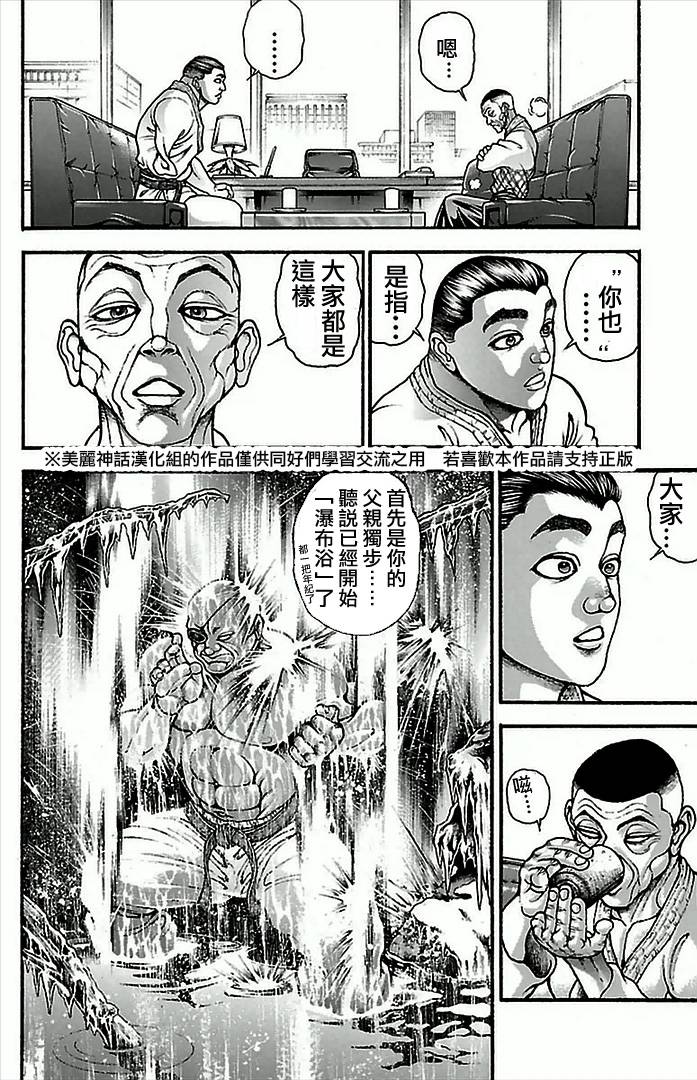 嗯…
……
〝你也〞
……
是指…
大家都是
這樣
※美麗神話漢化組的作品僅供同好們學習交流之用　若喜歡本作品請支持正版
大家…
首先是你的
父親獨步……
聽說已經開始
「瀑布浴」了
都一把年紀了
嗞…